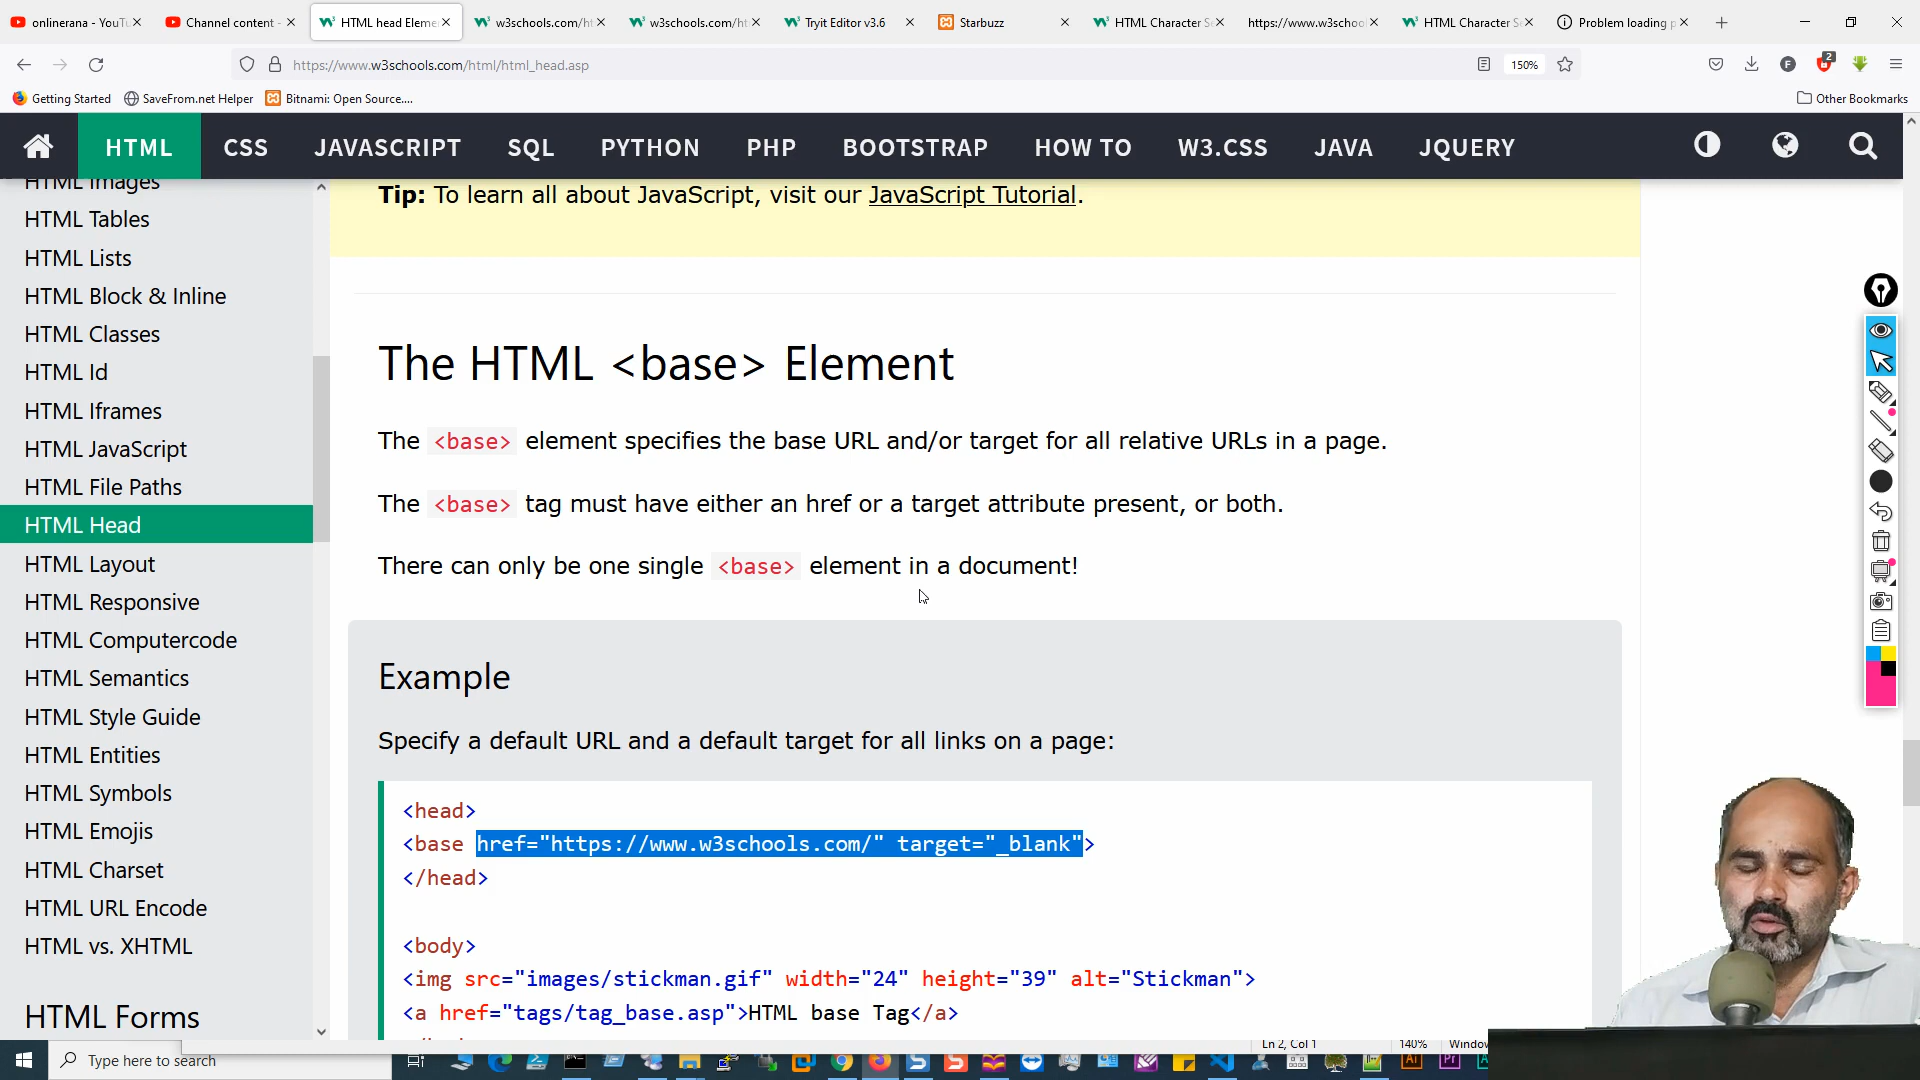 onlinerana - YouTu
Channel content -
HTML head Eleme
w3schools.com/ht
w3schools.com/ht
Tryit Editor v3.6
Starbuzz
HTML Character Se
https://www.w3school
HTML Character Se
Problem loading p
https://www.w3schools.com/html/html_head.asp
150%
2
Getting Started
SaveFrom.net Helper
Bitnami: Open Source....
Other Bookmarks
HTML
CSS
JAVASCRIPT
SQL
PYTHON
PHP
BOOTSTRAP
HOW TO
W3.CSS
JAVA
JQUERY
HTML Images
HTML Tables
HTML Lists
HTML Block & Inline
HTML Classes
HTML Id
HTML Iframes
HTML JavaScript
HTML File Paths
HTML Head
HTML Layout
HTML Responsive
HTML Computercode
HTML Semantics
HTML Style Guide
HTML Entities
HTML Symbols
HTML Emojis
HTML Charset
HTML URL Encode
HTML vs. XHTML
HTML Forms
Tip: To learn all about JavaScript, visit our JavaScript Tutorial.
The HTML <base> Element
The <base> element specifies the base URL and/or target for all relative URLs in a page.
The <base> tag must have either an href or a target attribute present, or both.
There can only be one single <base> element in a document!
Example
Specify a default URL and a default target for all links on a page:
<head>
<base href="https://www.w3schools.com/" target="_blank">
</head>
<body>
<img src="images/stickman.gif" width="24" height="39" alt="Stickman">
<a href="tags/tag_base.asp">HTML base Tag</a>
Ln 2, Col 1
140%
Window
Type here to search